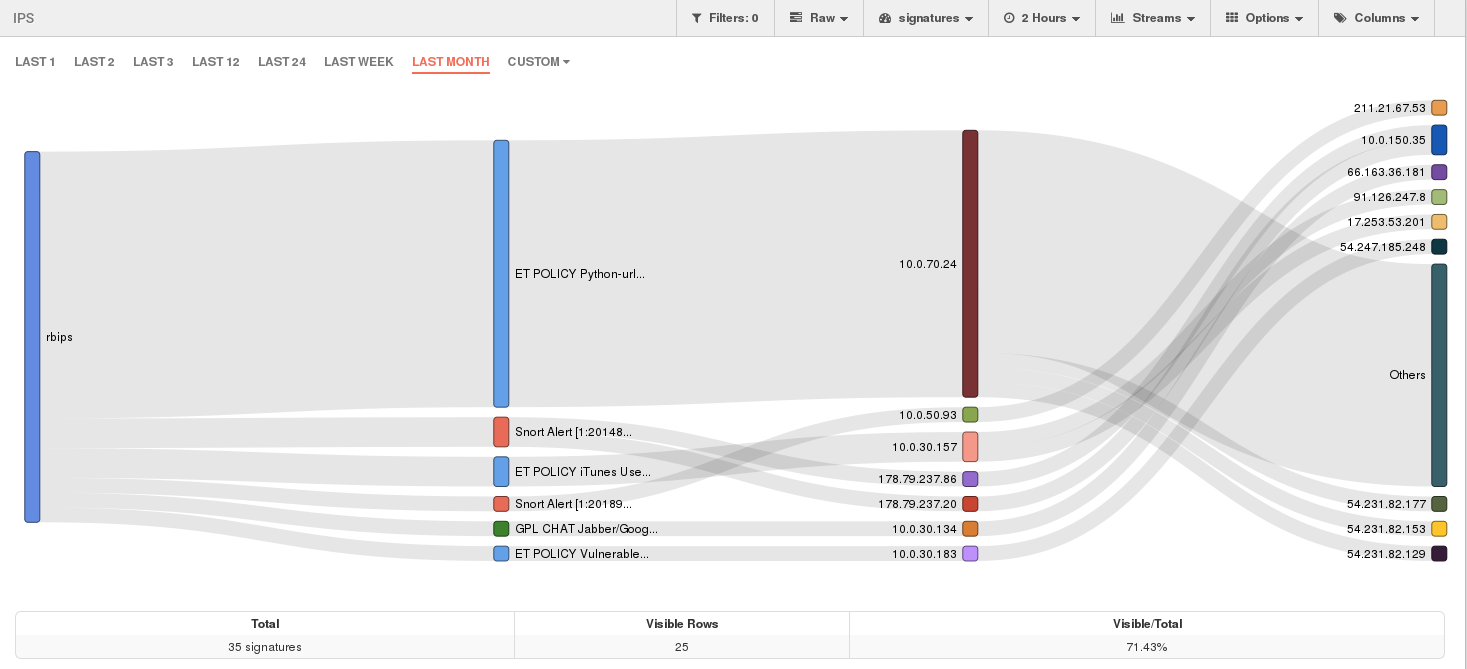 IPS
Filters: 0
Raw
signatures
2 Hours
Streams
Options
Columns
LAST 1 LAST 2 LAST 3 LAST 12 LAST 24 LAST WEEK LAST MONTH CUSTOM
rbips
ET POLICY Python-url...
Snort Alert [1:20148...
ET POLICY iTunes Use...
Snort Alert [1:20189...
GPL CHAT Jabber/Goog...
ET POLICY Vulnerable...
10.0.70.24
10.0.50.93
10.0.30.157
178.79.237.86
178.79.237.20
10.0.30.134
10.0.30.183
211.21.67.53
10.0.150.35
66.163.36.181
91.126.247.8
17.253.53.201
54.247.185.248
Others
54.231.82.177
54.231.82.153
54.231.82.129
Total Visible Rows Visible/Total
35 signatures 25 71.43%